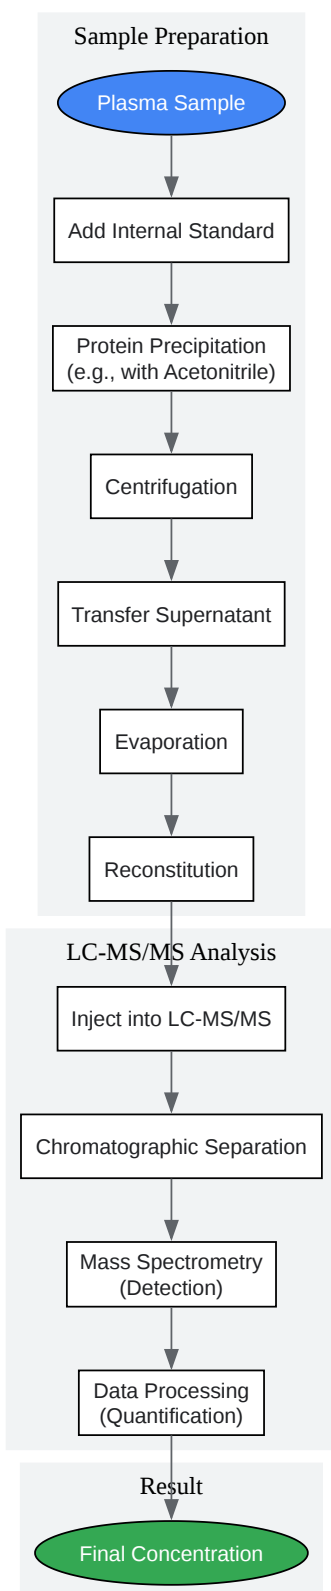 Sample Preparation
Plasma Sample
Add Internal Standard
Protein Precipitation
(e.g., with Acetonitrile)
Centrifugation
Transfer Supernatant
Evaporation
Reconstitution
LC-MS/MS Analysis
Inject into LC-MS/MS
Chromatographic Separation
Mass Spectrometry
(Detection)
Data Processing
(Quantification)
Result
Final Concentration